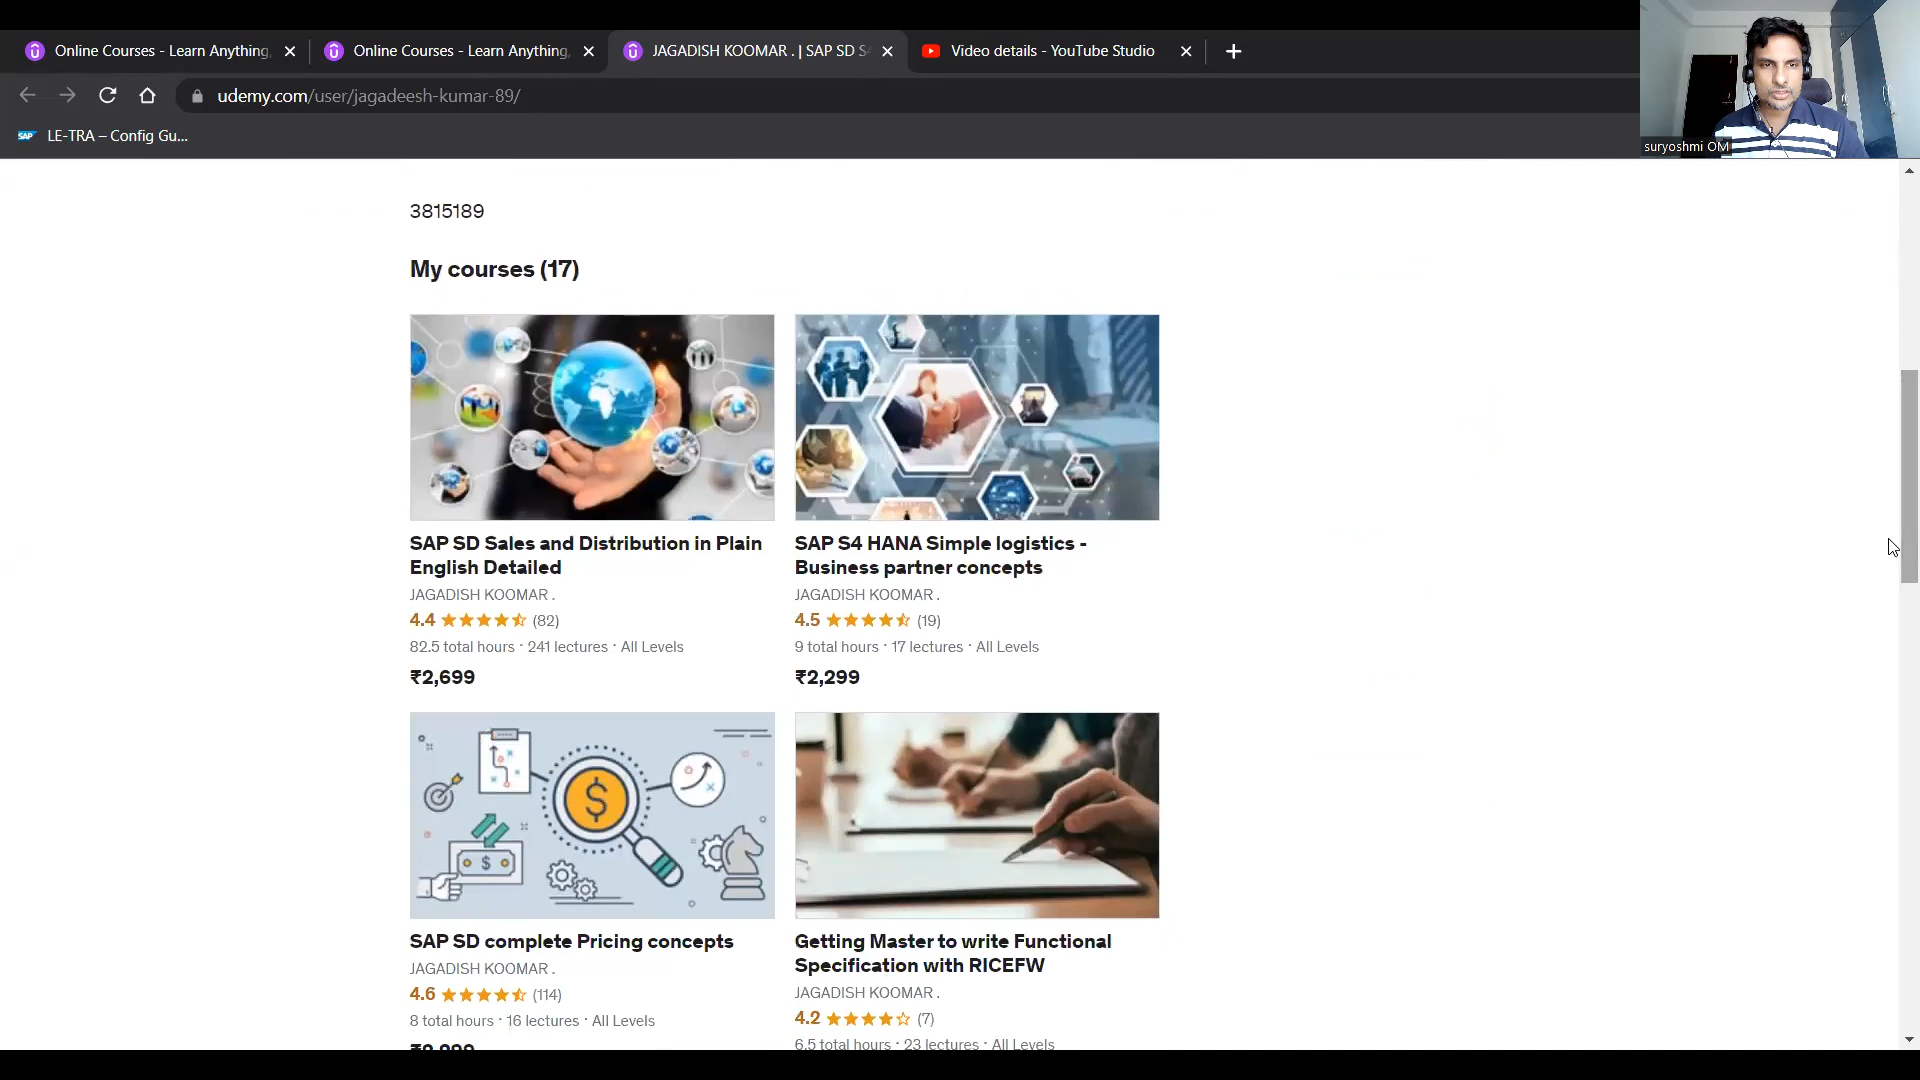 Online Courses - Learn Anything,
Online Courses - Learn Anything,
JAGADISH KOOMAR . | SAP SD S
Video details - YouTube Studio
udemy.com/user/jagadeesh-kumar-89/
SAP LE-TRA – Config Gu...
suryoshmi OM
3815189
My courses (17)
SAP SD Sales and Distribution in Plain
English Detailed
JAGADISH KOOMAR .
4.4 (82)
82.5 total hours · 241 lectures · All Levels
₹2,699
SAP S4 HANA Simple logistics -
Business partner concepts
JAGADISH KOOMAR .
4.5 (19)
9 total hours · 17 lectures · All Levels
₹2,299
SAP SD complete Pricing concepts
JAGADISH KOOMAR .
4.6 (114)
8 total hours · 16 lectures · All Levels
Getting Master to write Functional
Specification with RICEFW
JAGADISH KOOMAR .
4.2 (7)
6.5 total hours · 23 lectures · All Levels